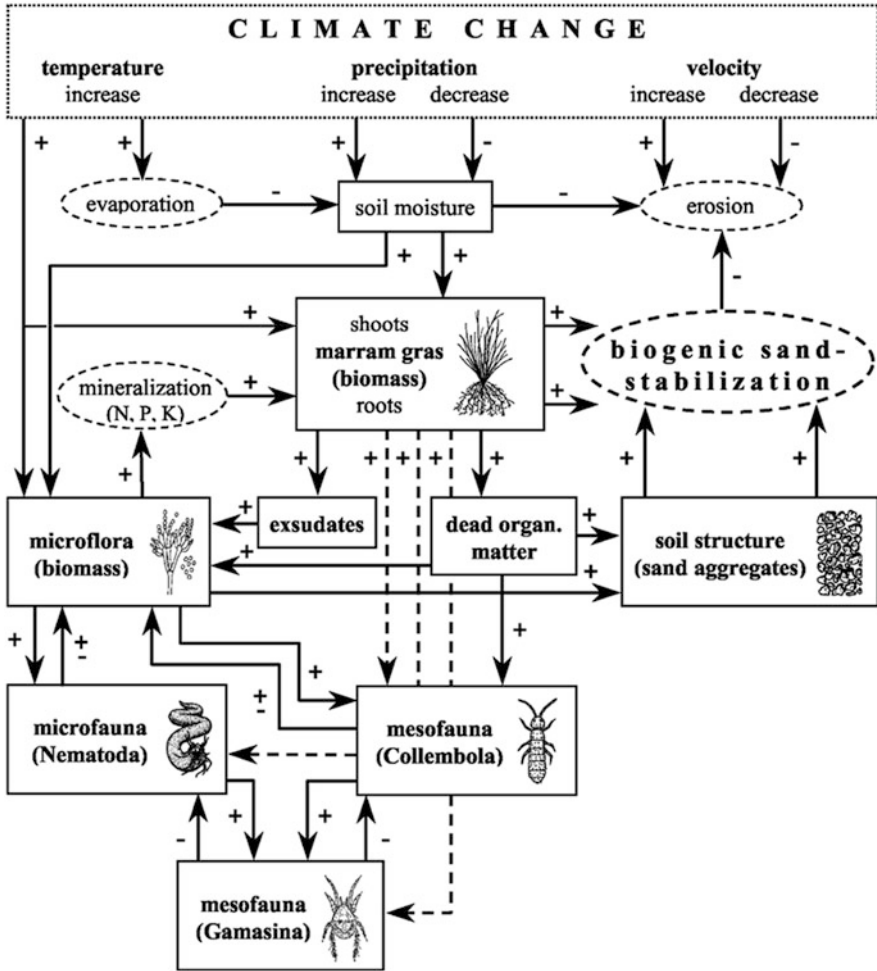 CLIMATE CHANGE
temperature
increase
precipitation
increase decrease
velocity
increase decrease
+ + + - + -
evaporation
-
soil moisture
-
erosion
+ +
-
+
shoots
marram gras
(biomass)
roots
+
+
biogenic sand-
stabilization
mineralization
(N, P, K)
+
+
+ + + + +
+ +
microflora
(biomass)
+
exsudates
dead organ.
matter
+
soil structure
(sand aggregates)
+
+
+
+
-
+
+
-
+
+
microfauna
(Nematoda)
mesofauna
(Collembola)
-
+
+
-
mesofauna
(Gamasina)